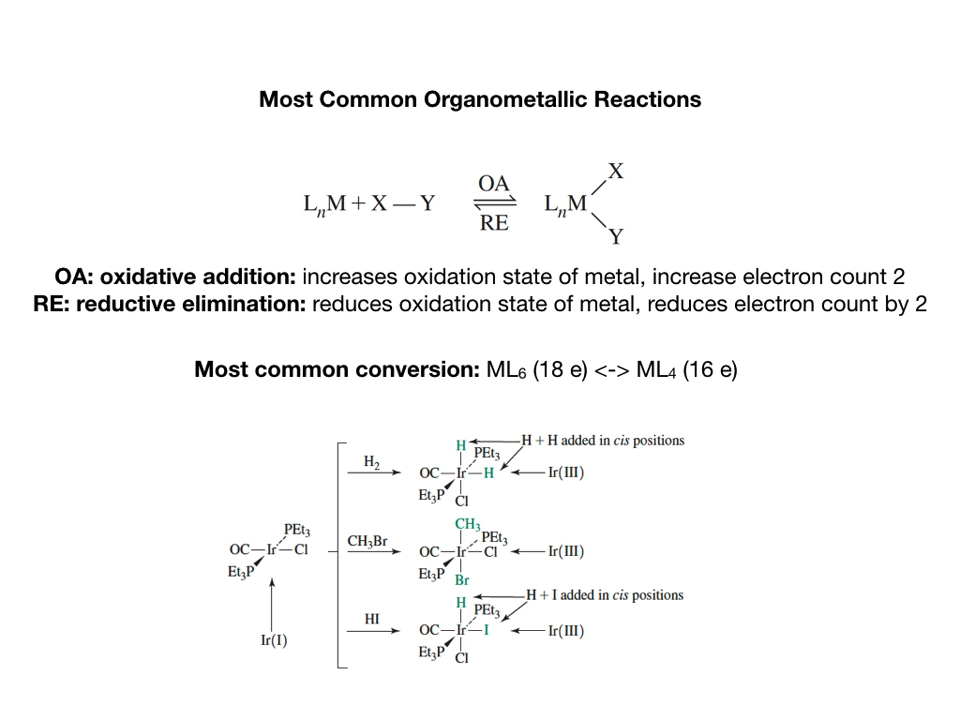 Most Common Organometallic Reactions
LₙM + X — Y
OA
RE
LₙM
X
Y
OA: oxidative addition: increases oxidation state of metal, increase electron count 2
RE: reductive elimination: reduces oxidation state of metal, reduces electron count by 2
Most common conversion: ML₆ (18 e) <-> ML₄ (16 e)
PEt₃
OC—Ir—Cl
Et₃P
Ir(I)
H₂
H
PEt₃
OC—Ir—H
Et₃P
Cl
H + H added in cis positions
Ir(III)
CH₃Br
CH₃
PEt₃
OC—Ir—Cl
Et₃P
Br
Ir(III)
HI
H
PEt₃
OC—Ir—I
Et₃P
Cl
H + I added in cis positions
Ir(III)